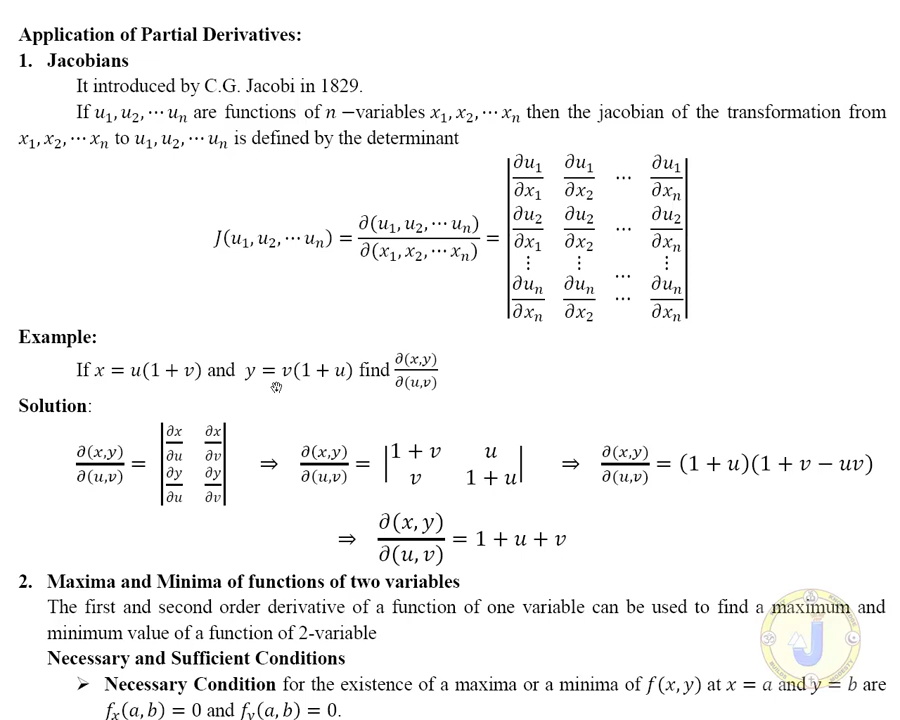 Application of Partial Derivatives:
1. Jacobians
It introduced by C.G. Jacobi in 1829.
If u₁, u₂, ⋯ uₙ are functions of n −variables x₁, x₂, ⋯ xₙ then the jacobian of the transformation from
x₁, x₂, ⋯ xₙ to u₁, u₂, ⋯ uₙ is defined by the determinant
J(u₁, u₂, ⋯ uₙ) = ∂(u₁, u₂, ⋯ uₙ)/∂(x₁, x₂, ⋯ xₙ) = | ∂u₁/∂x₁ ∂u₁/∂x₂ ⋯ ∂u₁/∂xₙ
∂u₂/∂x₁ ∂u₂/∂x₂ ⋯ ∂u₂/∂xₙ
⋮ ⋮ ⋯ ⋮
∂uₙ/∂xₙ ∂uₙ/∂x₂ ⋯ ∂uₙ/∂xₙ |
Example:
If x = u(1 + v) and y = v(1 + u) find ∂(x,y)/∂(u,v)
Solution:
∂(x,y)/∂(u,v) = | ∂x/∂u ∂x/∂v ∂y/∂u ∂y/∂v | ⇒ ∂(x,y)/∂(u,v) = | 1 + v u v 1 + u | ⇒ ∂(x,y)/∂(u,v) = (1 + u)(1 + v − uv)
⇒ ∂(x, y)/∂(u, v) = 1 + u + v
2. Maxima and Minima of functions of two variables
The first and second order derivative of a function of one variable can be used to find a maximum and
minimum value of a function of 2-variable
Necessary and Sufficient Conditions
➢ Necessary Condition for the existence of a maxima or a minima of f(x, y) at x = a and y = b are
fₓ(a, b) = 0 and f_y(a, b) = 0.
J